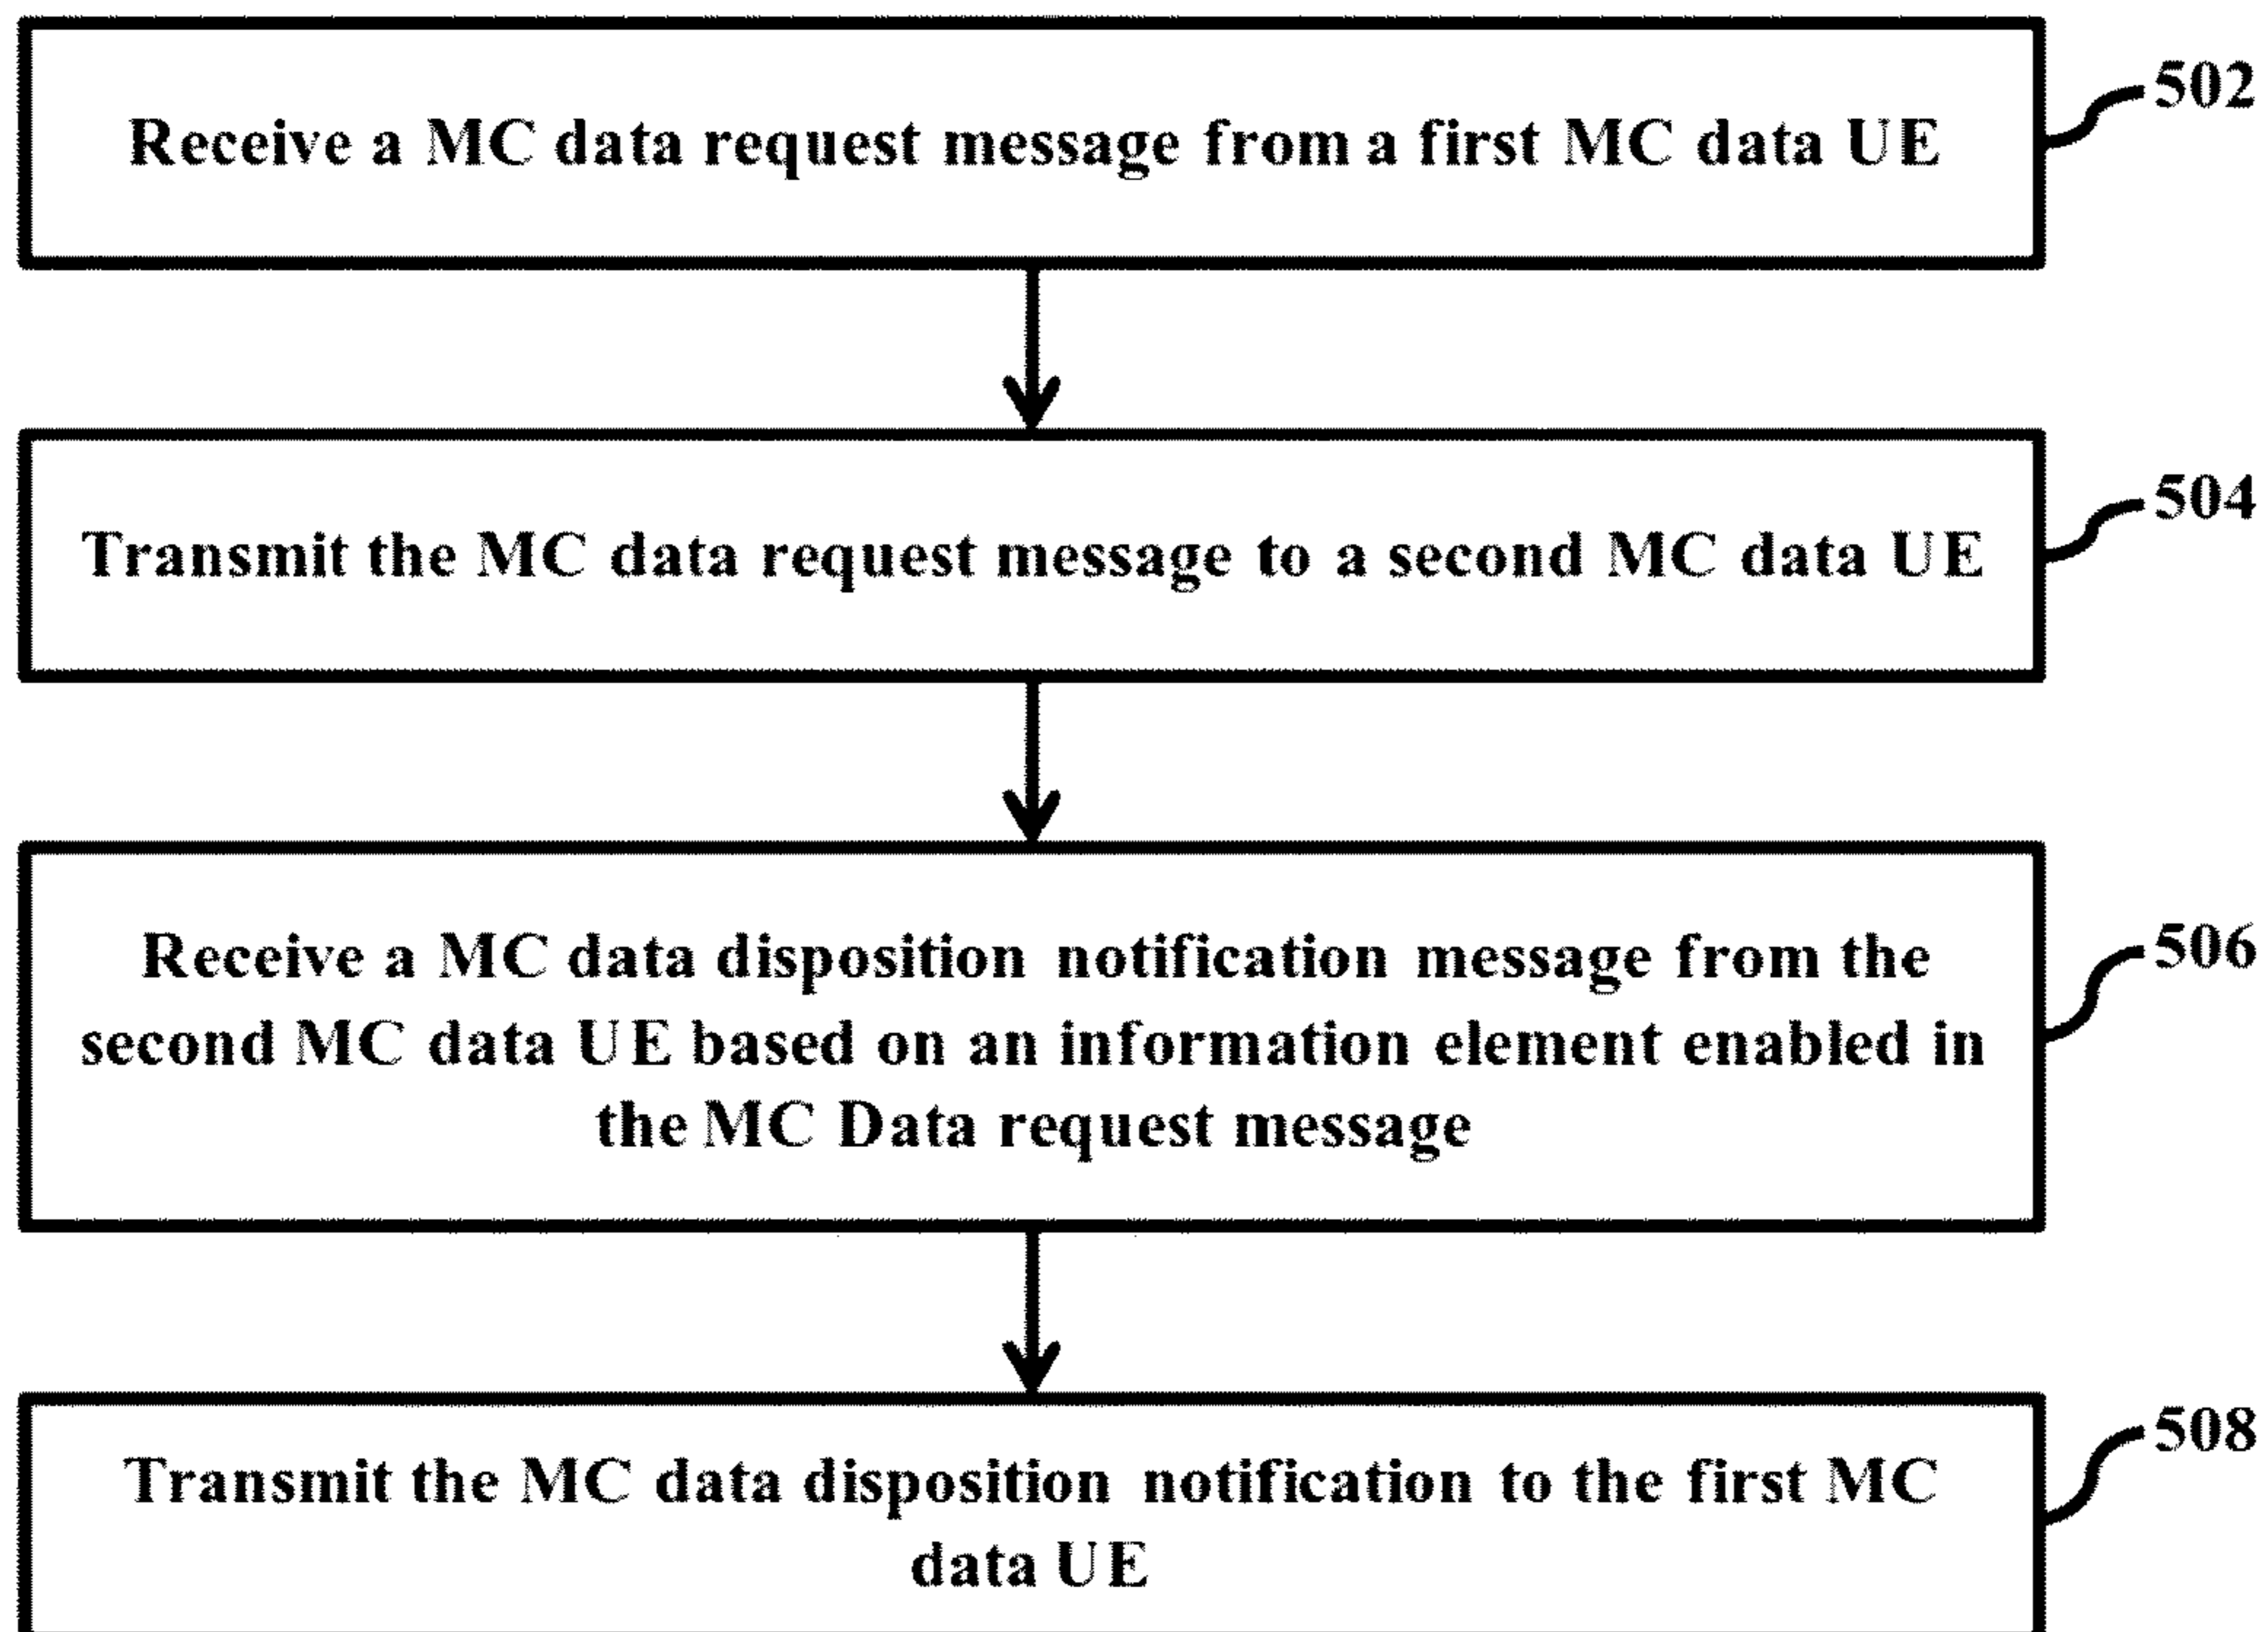 Receive a MC data request message from a first MC data UE
502
Transmit the MC data request message to a second MC data UE
504
Receive a MC data disposition notification message from the
second MC data UE based on an information element enabled in
the MC Data request message
506
Transmit the MC data disposition notification to the first MC
data UE
508